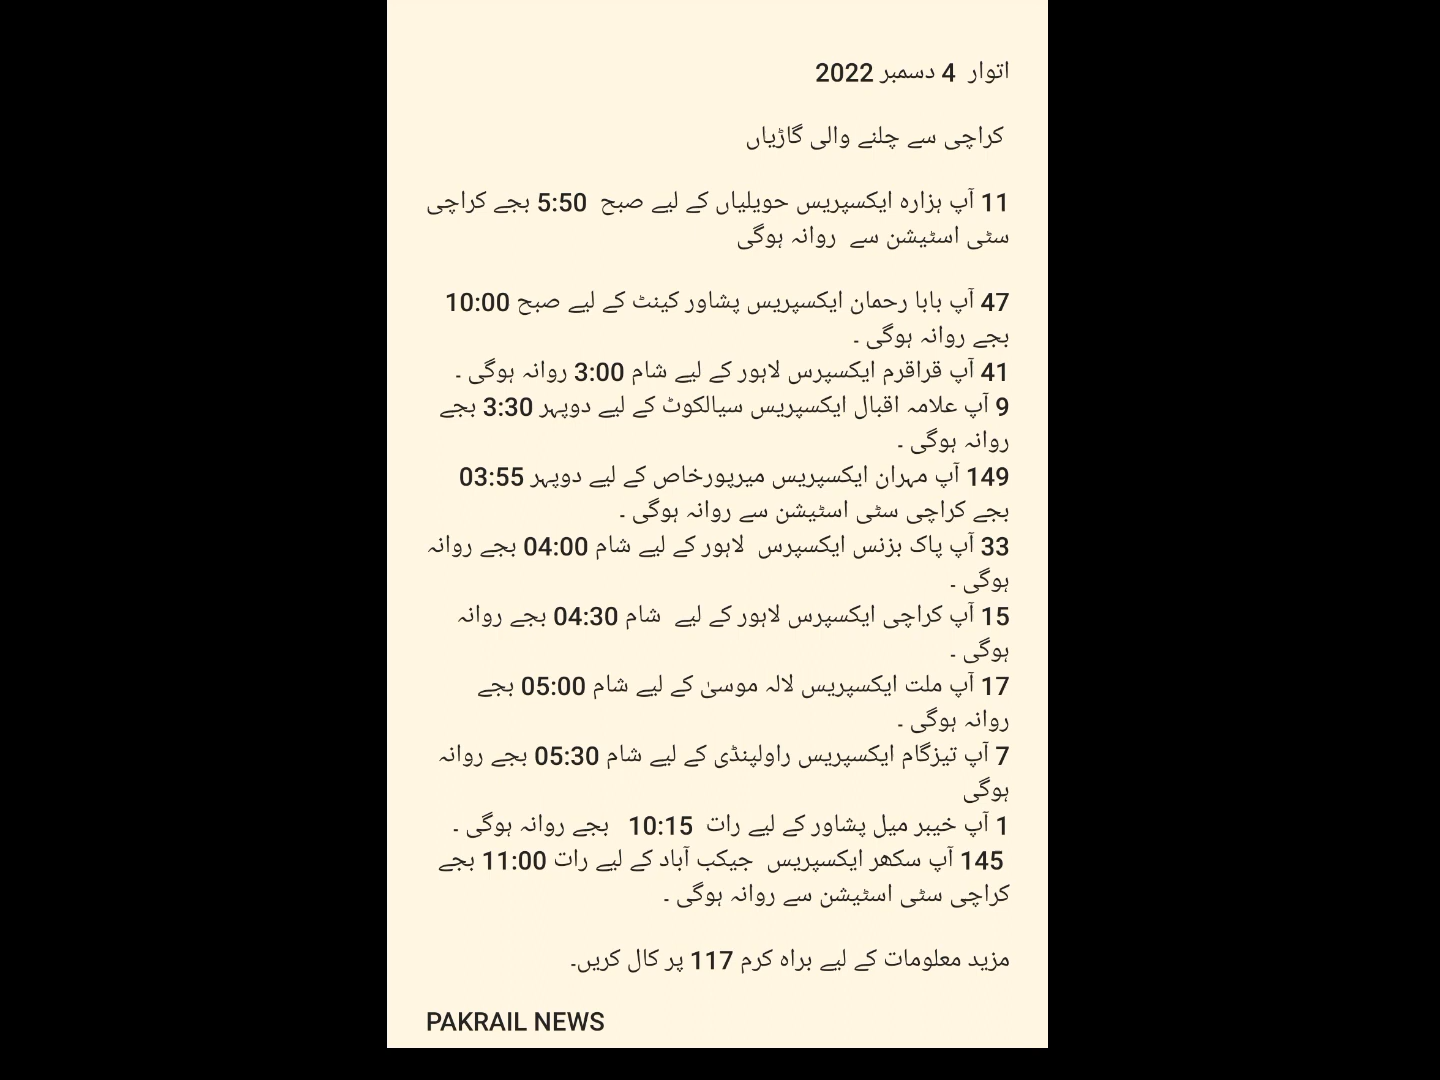 اتوار 4 دسمبر 2022
کراچی سے چلنے والی گاڑیاں
11 آپ ہزارہ ایکسپریس حویلیاں کے لیے صبح 5:50 بجے کراچی
سٹی اسٹیشن سے روانہ ہوگی
47 آپ بابا رحمان ایکسپریس پشاور کینٹ کے لیے صبح 10:00
بجے روانہ ہوگی ۔
41 آپ قراقرم ایکسپرس لاہور کے لیے شام 3:00 روانہ ہوگی ۔
9 آپ علامہ اقبال ایکسپریس سیالکوٹ کے لیے دوپہر 3:30 بجے
روانہ ہوگی ۔
149 آپ مہران ایکسپریس میرپورخاص کے لیے دوپہر 03:55
بجے کراچی سٹی اسٹیشن سے روانہ ہوگی ۔
33 آپ پاک بزنس ایکسپرس لاہور کے لیے شام 04:00 بجے روانہ
ہوگی ۔
15 آپ کراچی ایکسپرس لاہور کے لیے شام 04:30 بجے روانہ
ہوگی ۔
17 آپ ملت ایکسپریس لالہ موسیٰ کے لیے شام 05:00 بجے
روانہ ہوگی ۔
7 آپ تیزگام ایکسپریس راولپنڈی کے لیے شام 05:30 بجے روانہ
ہوگی
1 آپ خیبر میل پشاور کے لیے رات 10:15 بجے روانہ ہوگی ۔
145 آپ سکھر ایکسپریس جیکب آباد کے لیے رات 11:00 بجے
کراچی سٹی اسٹیشن سے روانہ ہوگی ۔
مزید معلومات کے لیے براہ کرم 117 پر کال کریں۔
PAKRAIL NEWS